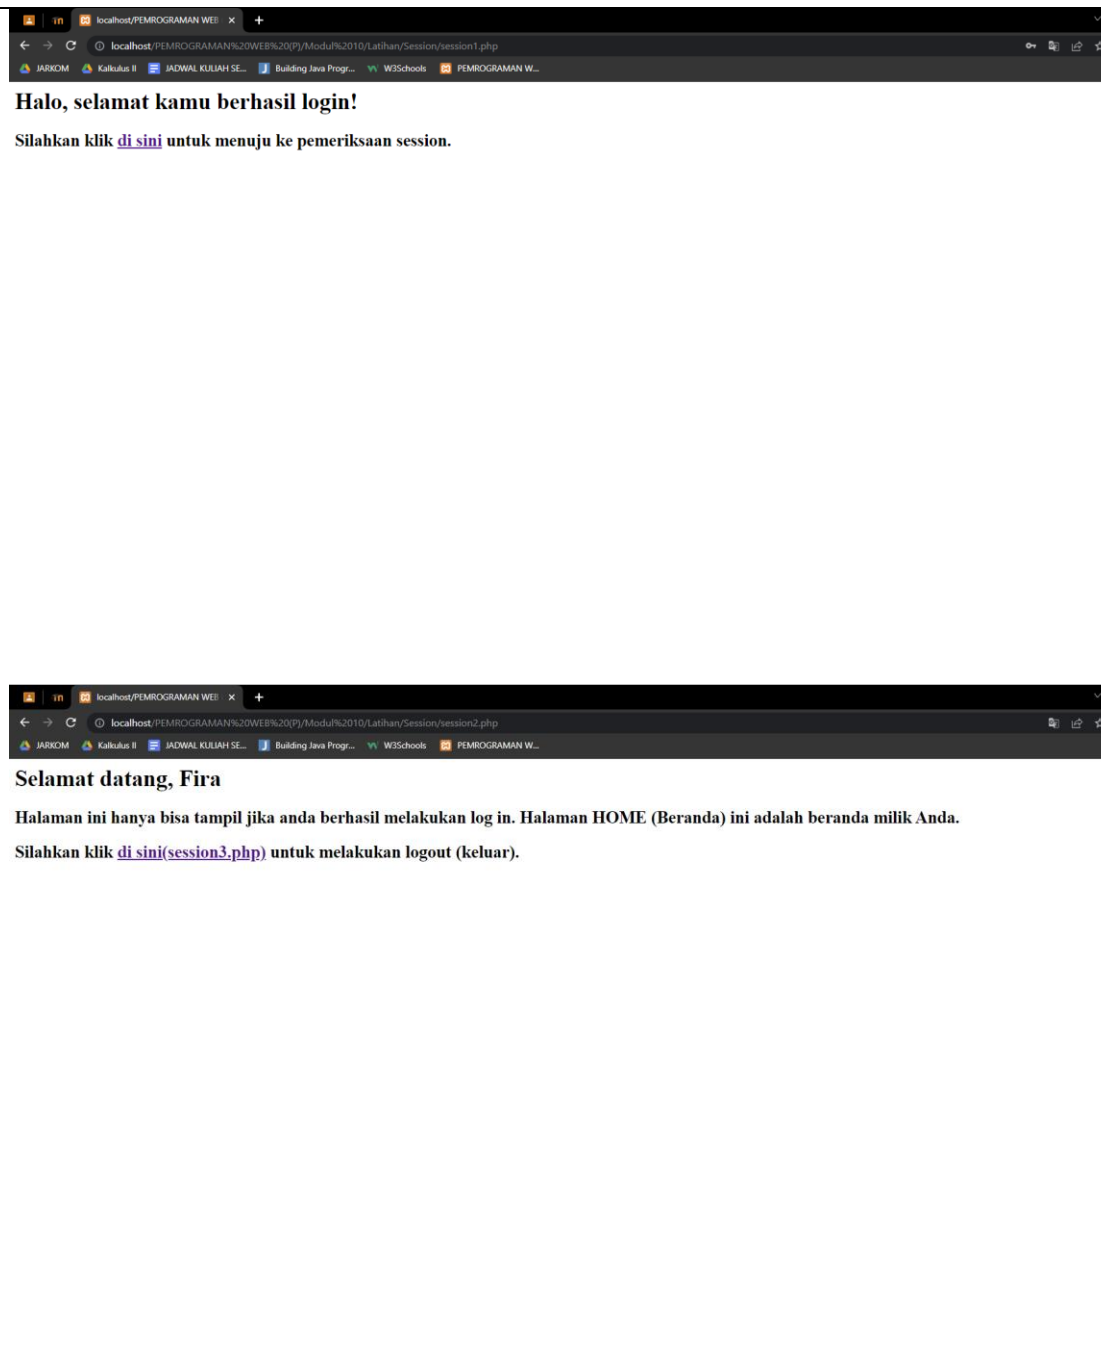 m localhost/PEMROGRAMAN WEB
localhost/PEMROGRAMAN%20WEB%20(P)/Modul%2010/Latihan/Session/session1.php
JARKOM Kalkulus II JADWAL KULIAH SE... Building Java Progr... W3Schools PEMROGRAMAN W...
Halo, selamat kamu berhasil login!
Silahkan klik di sini untuk menuju ke pemeriksaan session.
m localhost/PEMROGRAMAN WEB
localhost/PEMROGRAMAN%20WEB%20(P)/Modul%2010/Latihan/Session/session2.php
JARKOM Kalkulus II JADWAL KULIAH SE... Building Java Progr... W3Schools PEMROGRAMAN W...
Selamat datang, Fira
Halaman ini hanya bisa tampil jika anda berhasil melakukan log in. Halaman HOME (Beranda) ini adalah beranda milik Anda.
Silahkan klik di sini(session3.php) untuk melakukan logout (keluar).